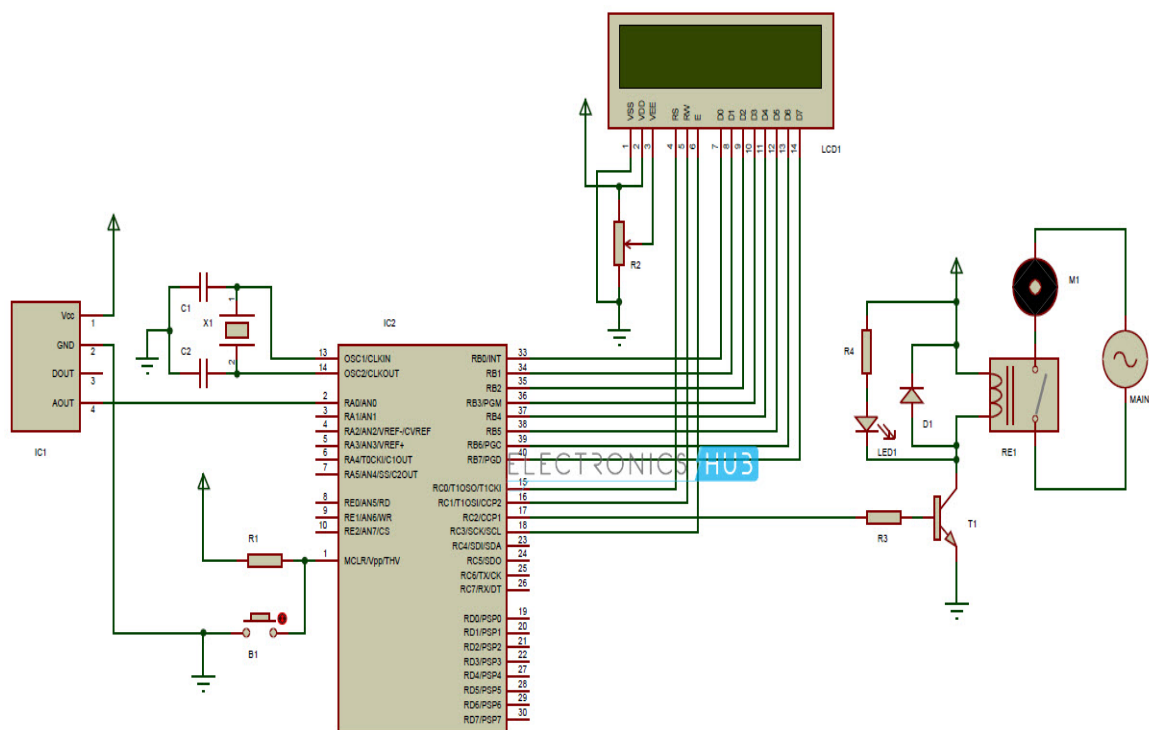 VSS VDD VEE RS RW E D0 D1 D2 D3 D4 D5 D6 D7
1 2 3 4 5 6 7 8 9 10 11 12 13 14
LCD1
R2
Vcc 1
GND 2
DOUT 3
AOUT 4
IC1
C1
C2
X1
1
2
IC2
13 OSC1/CLKIN RB0/INT 33
14 OSC2/CLKOUT RB1 34
RB2 35
2 RA0/AN0 RB3/PGM 36
3 RA1/AN1 RB4 37
4 RA2/AN2/VREF-/CVREF RB5 38
5 RA3/AN3/VREF+ RB6/PGC 39
6 RA4/T0CKI/C1OUT RB7/PGD 40
7 RA5/AN4/SS/C2OUT
RC0/T1OSO/T1CKI 15
8 RE0/AN5/RD RC1/T1OSI/CCP2 16
9 RE1/AN6/WR RC2/CCP1 17
10 RE2/AN7/CS RC3/SCK/SCL 18
RC4/SDI/SDA 23
1 MCLR/Vpp/THV RC5/SDO 24
RC6/TX/CK 25
RC7/RX/DT 26
RD0/PSP0 19
RD1/PSP1 20
RD2/PSP2 21
RD3/PSP3 22
RD4/PSP4 27
RD5/PSP5 28
RD6/PSP6 29
RD7/PSP7 30
ELECTRONICS HUB
R1
B1
R4
LED1
D1
RE1
M1
MAIN
R3
T1